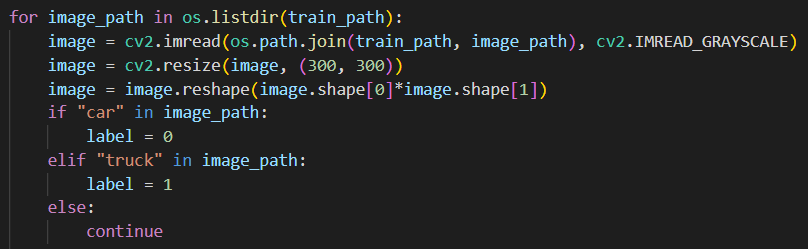 for image_path in os.listdir(train_path):
    image = cv2.imread(os.path.join(train_path, image_path), cv2.IMREAD_GRAYSCALE)
    image = cv2.resize(image, (300, 300))
    image = image.reshape(image.shape[0]*image.shape[1])
    if "car" in image_path:
        label = 0
    elif "truck" in image_path:
        label = 1
    else:
        continue